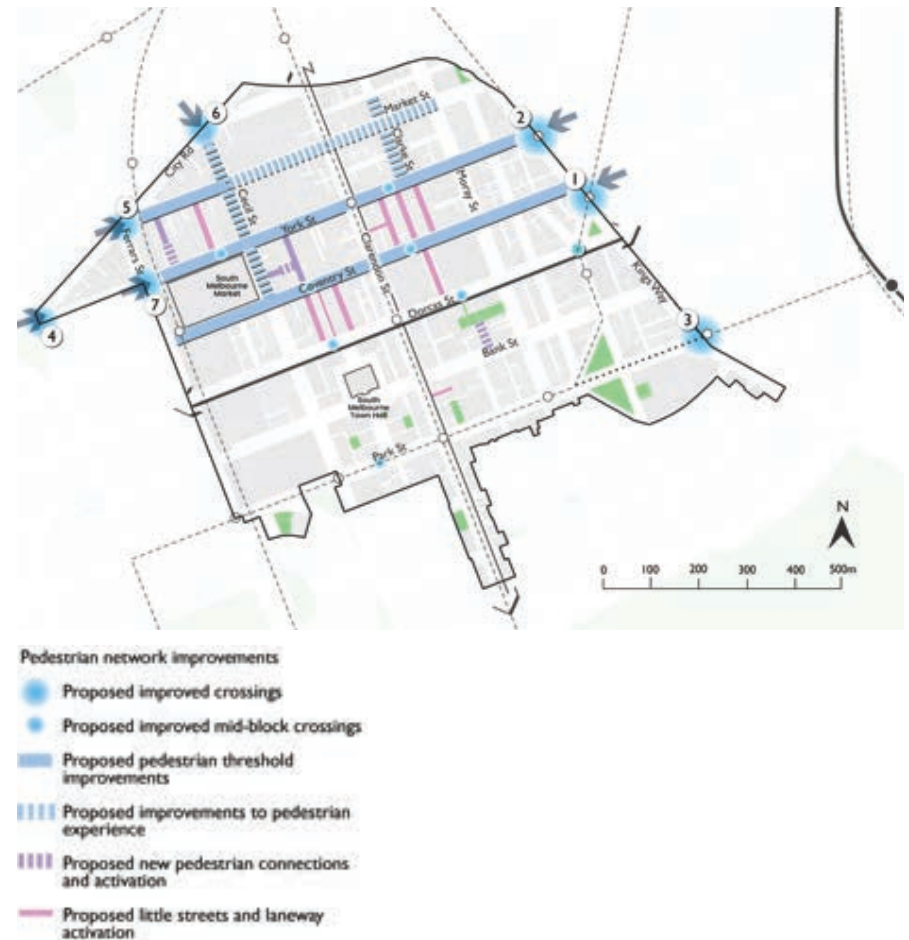 6
2
Market St
City Rd
Yorke St
1
5
Cecil St
Moray St
York St
Ferrars St
Clarendon St
South
Melbourne
Market
Coventry St
Kings Way
7
4
Dorcas St
3
Bank St
South
Melbourne
Town Hall
Park St
N
0 100 200 300 400 500m
Pedestrian network improvements
Proposed improved crossings
Proposed improved mid-block crossings
Proposed pedestrian threshold
improvements
Proposed improvements to pedestrian
experience
Proposed new pedestrian connections
and activation
Proposed little streets and laneway
activation